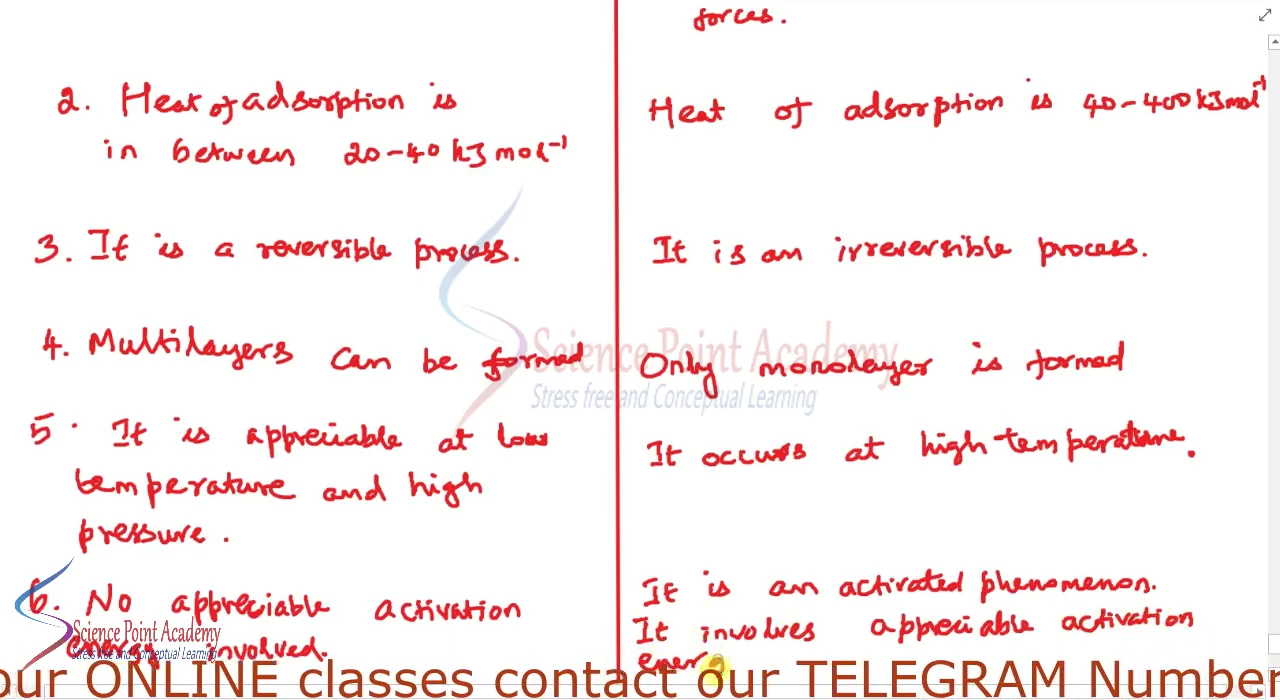 forces.
2. Heat of adsorption is
in between 20-40 kJ mol⁻¹
Heat of adsorption is 40-400 kJ mol⁻¹
3. It is a reversible process.
It is an irreversible process.
4. Multilayers can be formed
Only monolayer is formed
Science Point Academy
Stress free and Conceptual Learning
5. It is appreciable at low
temperature and high
pressure.
It occurs at high temperature.
6. No appreciable activation
energy involved.
It is an activated phenomenon.
It involves appreciable activation
energ
Science Point Academy
Stress free and Conceptual Learning
our ONLINE classes contact our TELEGRAM Number